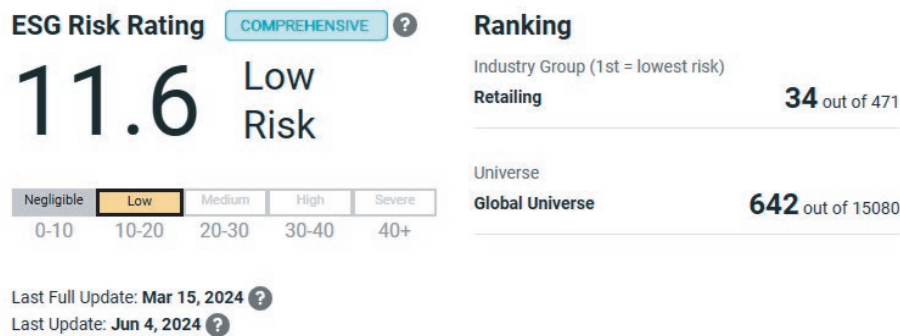 ESG Risk Rating COMPREHENSIVE ?
11.6 Low Risk
Negligible Low Medium High Severe
0-10 10-20 20-30 30-40 40+
Last Full Update: Mar 15, 2024 ?
Last Update: Jun 4, 2024 ?
Ranking
Industry Group (1st = lowest risk)
Retailing 34 out of 471
Universe
Global Universe 642 out of 15080